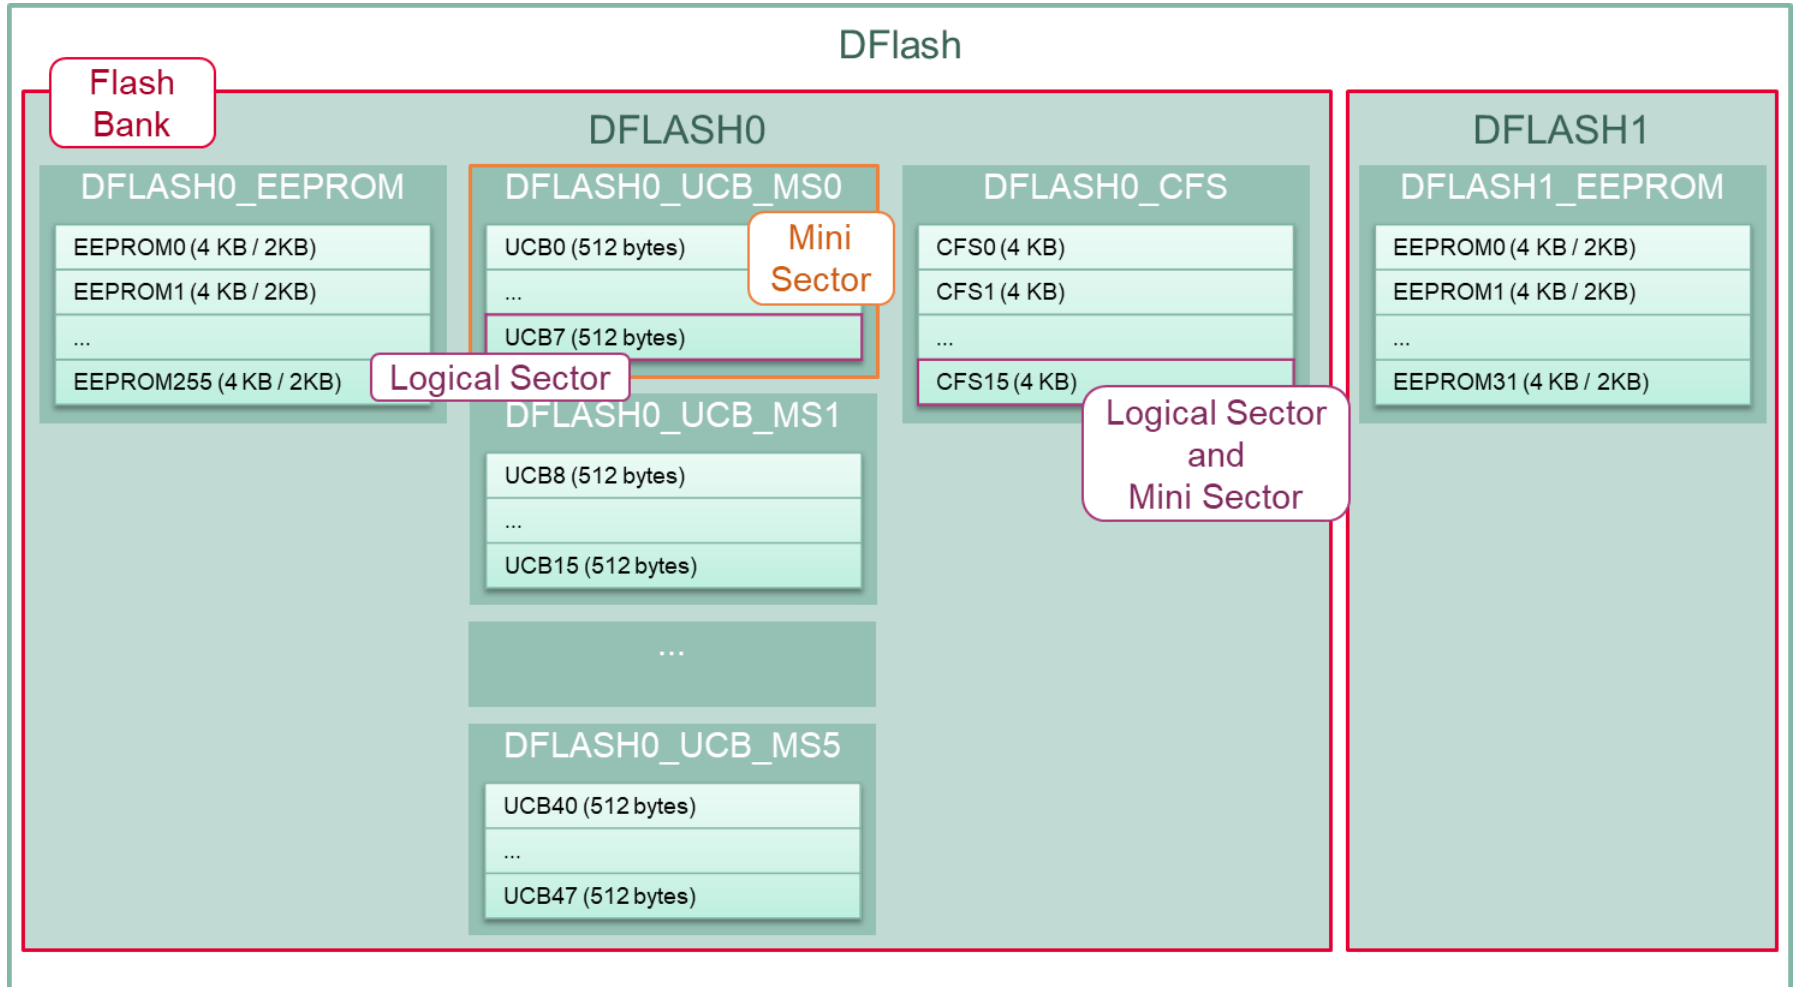 DFlash
Flash
Bank
DFLASH0
DFLASH0_EEPROM
EEPROM0 (4 KB / 2KB)
EEPROM1 (4 KB / 2KB)
...
EEPROM255 (4 KB / 2KB)
DFLASH0_UCB_MS0
Mini
Sector
UCB0 (512 bytes)
...
UCB7 (512 bytes)
Logical Sector
DFLASH0_UCB_MS1
UCB8 (512 bytes)
...
UCB15 (512 bytes)
...
DFLASH0_UCB_MS5
UCB40 (512 bytes)
...
UCB47 (512 bytes)
DFLASH0_CFS
CFS0 (4 KB)
CFS1 (4 KB)
...
CFS15 (4 KB)
Logical Sector
and
Mini Sector
DFLASH1
DFLASH1_EEPROM
EEPROM0 (4 KB / 2KB)
EEPROM1 (4 KB / 2KB)
...
EEPROM31 (4 KB / 2KB)